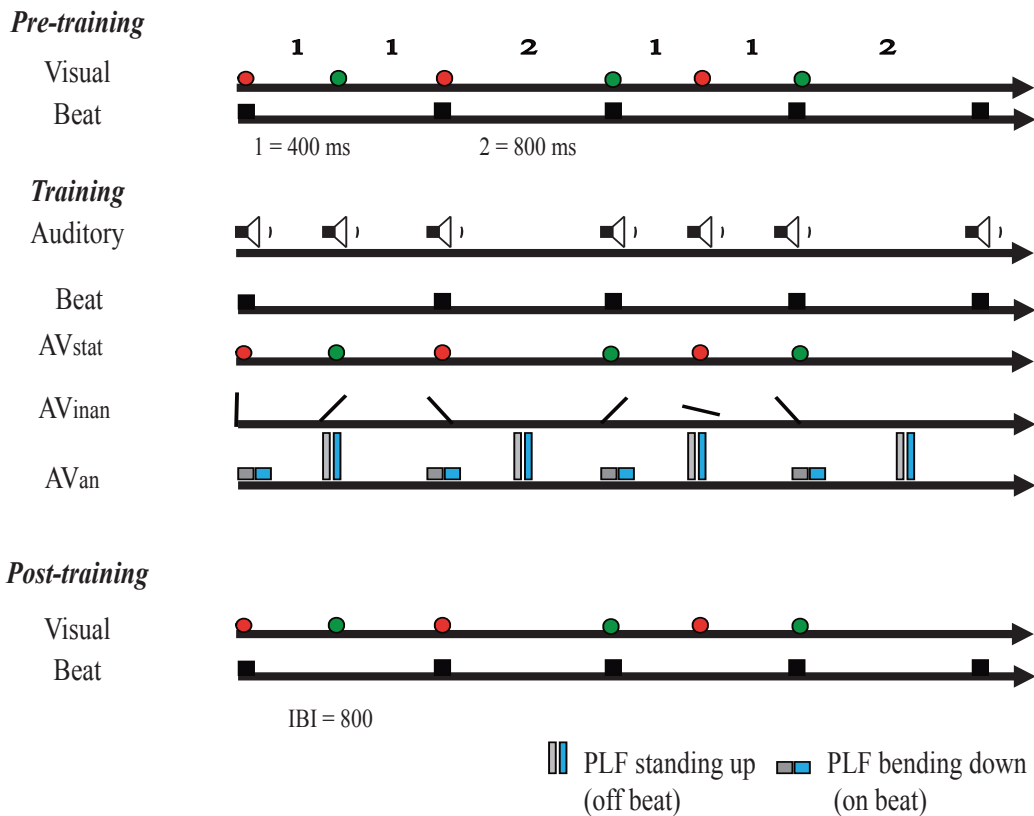 Pre-training
1 1 2 1 1 2
Visual
Beat
1 = 400 ms 2 = 800 ms
Training
Auditory
Beat
AVstat
AVinan
AVan
Post-training
Visual
Beat
IBI = 800
PLF standing up
(off beat)
PLF bending down
(on beat)